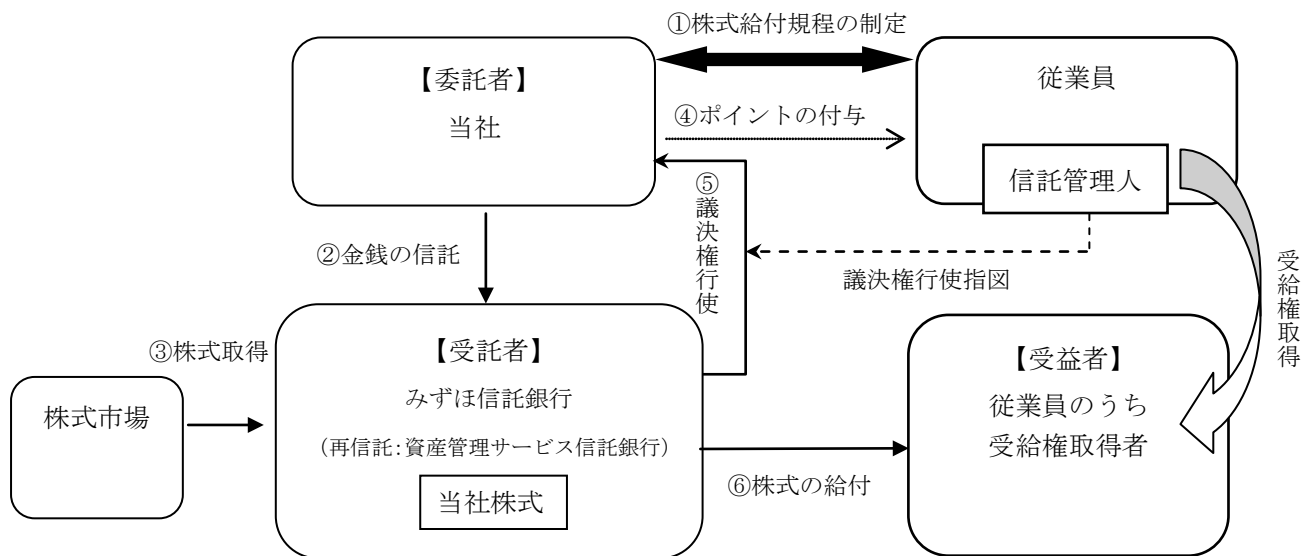 ①株式給付規程の制定
【委託者】
当社
従業員
④ポイントの付与
信託管理人
⑤議決権行使
②金銭の信託
議決権行使指図
受給権取得
③株式取得
【受託者】
みずほ信託銀行
(再信託:資産管理サービス信託銀行)
当社株式
株式市場
【受益者】
従業員のうち
受給権取得者
⑥株式の給付